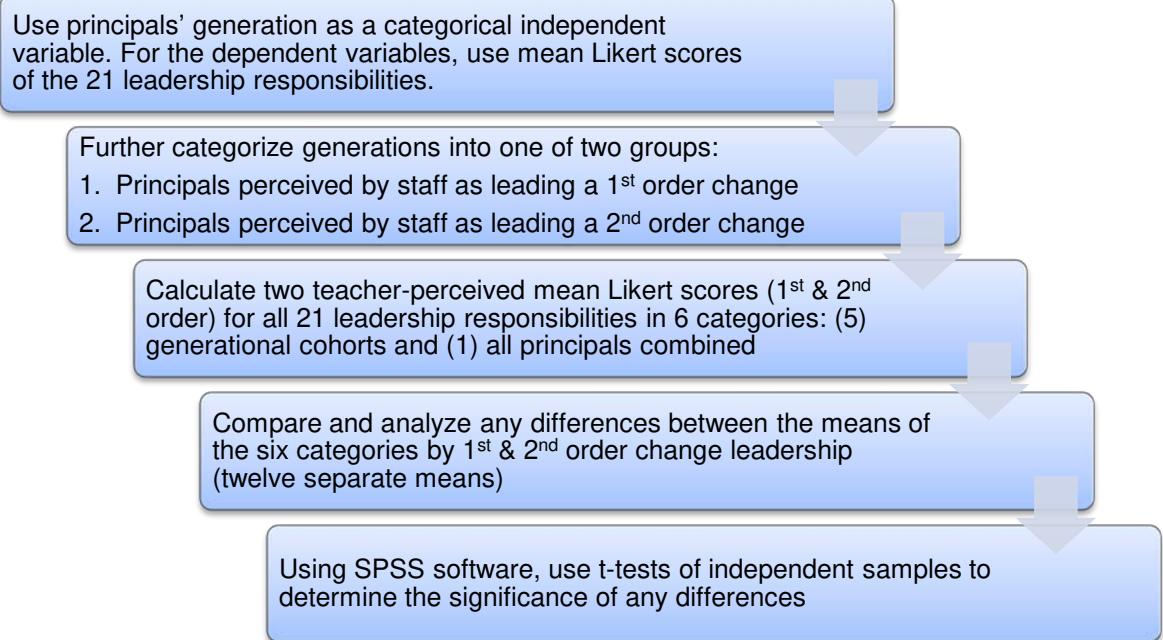 Use principals’ generation as a categorical independent
variable. For the dependent variables, use mean Likert scores
of the 21 leadership responsibilities.
Further categorize generations into one of two groups:
1. Principals perceived by staff as leading a 1st order change
2. Principals perceived by staff as leading a 2nd order change
Calculate two teacher-perceived mean Likert scores (1st & 2nd
order) for all 21 leadership responsibilities in 6 categories: (5)
generational cohorts and (1) all principals combined
Compare and analyze any differences between the means of
the six categories by 1st & 2nd order change leadership
(twelve separate means)
Using SPSS software, use t-tests of independent samples to
determine the significance of any differences